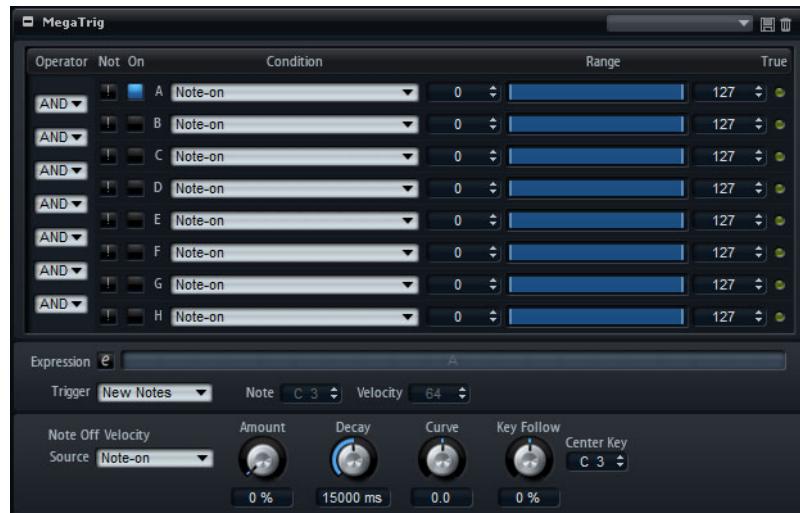 MegaTrig
Operator Not On Condition Range True
! A Note-on 0 127
AND
! B Note-on 0 127
AND
! C Note-on 0 127
AND
! D Note-on 0 127
AND
! E Note-on 0 127
AND
! F Note-on 0 127
AND
! G Note-on 0 127
AND
! H Note-on 0 127
Expression e A
Trigger New Notes Note C 3 Velocity 64
Note Off Velocity Amount Decay Curve Key Follow Center Key
Source Note-on C 3
0 % 15000 ms 0.0 0 %